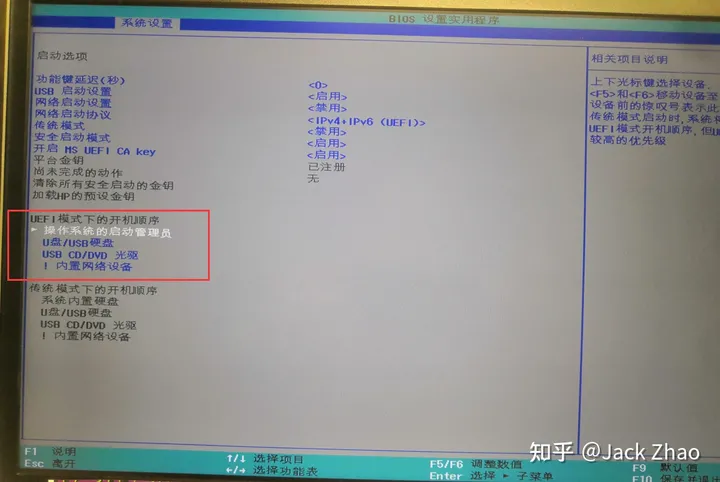 BIOS 设置实用程序
系统设置
启动选项
相关项目说明
功能键延迟(秒) <0>
USB 启动设置 <启用>
网络启动设置 <禁用>
网络启动协议 <IPv4+IPv6 (UEFI)>
传统模式 <禁用>
安全启动模式 <启用>
开启 MS UEFI CA key <启用>
平台金钥 已注册
尚未完成的动作 无
清除所有安全启动的金钥
加载HP的预设金钥
UEFI模式下的开机顺序
► 操作系统的启动管理员
U盘/USB硬盘
USB CD/DVD 光驱
! 内置网络设备
传统模式下的开机顺序
系统内置硬盘
U盘/USB硬盘
USB CD/DVD 光驱
! 内置网络设备
上下光标键选择设备,
<F5>和<F6>移动设备至
设备前的惊叹号表示此
传统模式启动时,系统将
UEFI模式开机顺序,但U
较高的优先级
F1 说明
Esc 离开
↑/↓ 选择项目
←/→ 选择功能表
F5/F6 调整数值
Enter 选择 ► 子菜单
F9 默认值
F10 保存并退出
知乎 @Jack Zhao